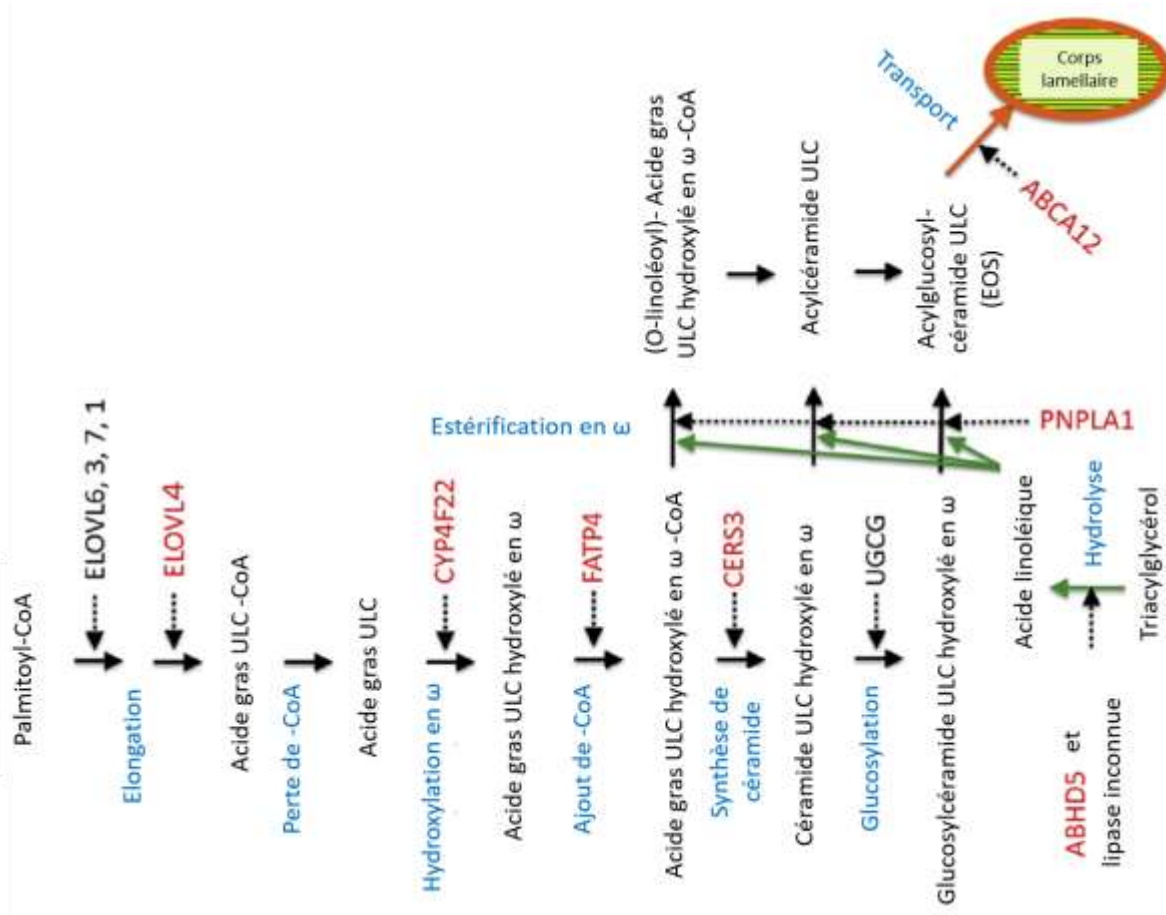 Palmitoyl-CoA
ELOVL6, 3, 7, 1
Elongation
ELOVL4
Acide gras ULC -CoA
Perte de -CoA
Acide gras ULC
Hydroxylation en ω
CYP4F22
Acide gras ULC hydroxylé en ω
Ajout de -CoA
FATP4
Estérification en ω
Acide gras ULC hydroxylé en ω -CoA
(O-linoléoyl)- Acide gras
ULC hydroxylé en ω -CoA
Synthèse de
céramide
CERS3
Céramide ULC hydroxylé en ω
Acylcéramide ULC
Glucosylation
UGCG
Glucosylcéramide ULC hydroxylé en ω
Acylglucosyl-
céramide ULC
(EOS)
Transport
ABCA12
Corps
lamellaire
Acide linoléique
PNPLA1
Hydrolyse
ABHD5 et
lipase inconnue
Triacylglycérol